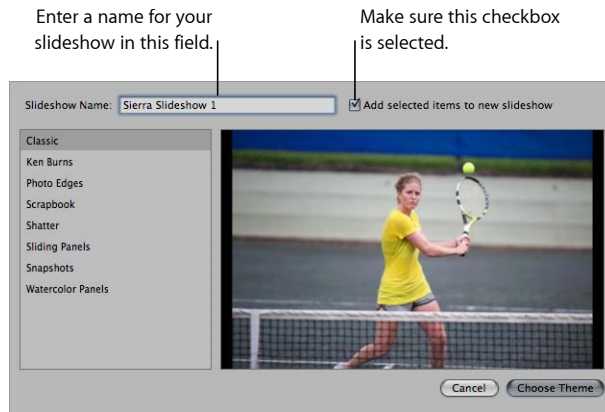 Enter a name for your
slideshow in this field.
Make sure this checkbox
is selected.
Slideshow Name: Sierra Slideshow 1
Add selected items to new slideshow
Classic
Ken Burns
Photo Edges
Scrapbook
Shatter
Sliding Panels
Snapshots
Watercolor Panels
Cancel
Choose Theme